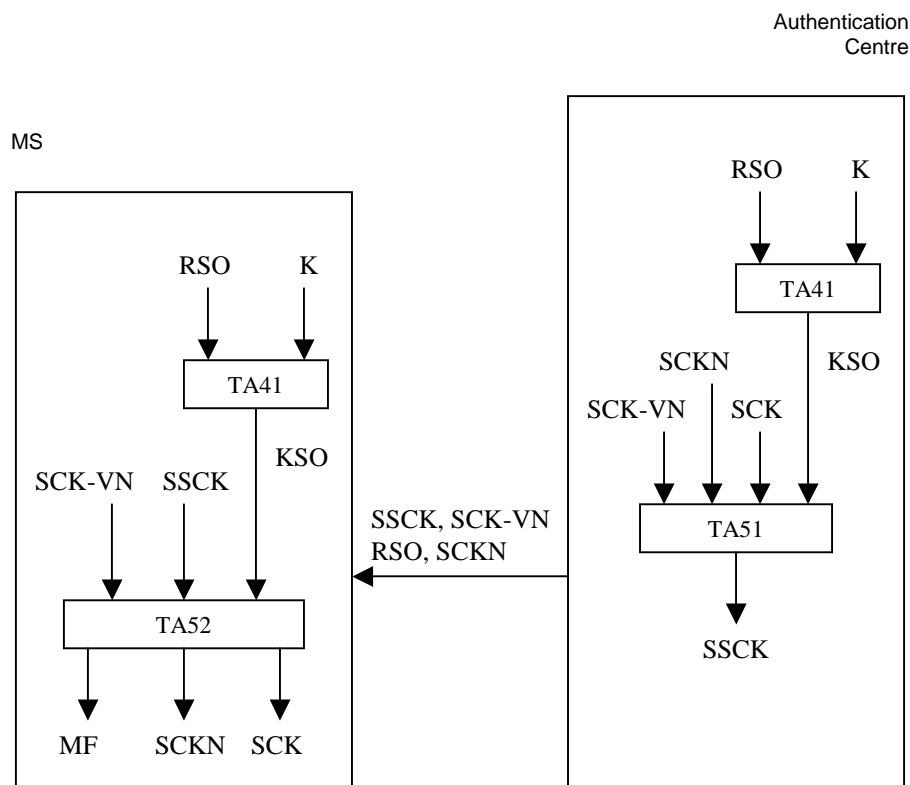 Authentication
Centre
MS
RSO K
TA41
KSO
SCK-VN SSCK
TA52
MF SCKN SCK
SSCK, SCK-VN
RSO, SCKN
RSO K
TA41
KSO
SCKN
SCK-VN SCK
TA51
SSCK